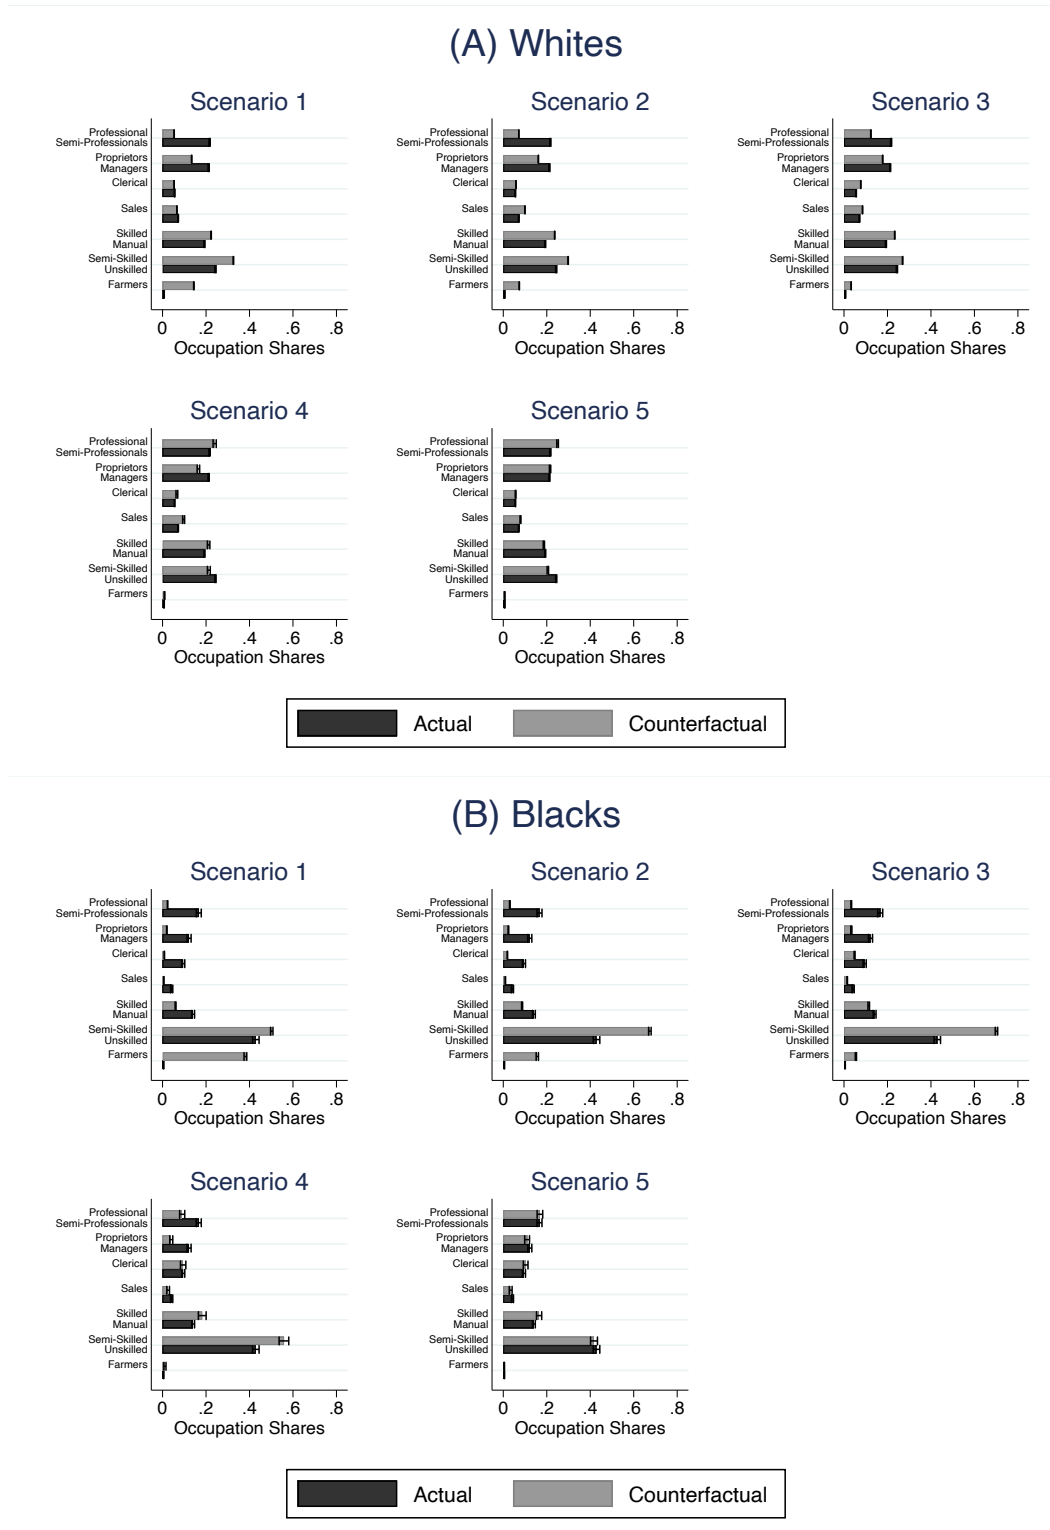 (A) Whites
Scenario 1
Professional
Semi-Professionals
Proprietors
Managers
Clerical
Sales
Skilled
Manual
Semi-Skilled
Unskilled
Farmers
0 .2 .4 .6 .8
Occupation Shares
Scenario 2
Professional
Semi-Professionals
Proprietors
Managers
Clerical
Sales
Skilled
Manual
Semi-Skilled
Unskilled
Farmers
0 .2 .4 .6 .8
Occupation Shares
Scenario 3
Professional
Semi-Professionals
Proprietors
Managers
Clerical
Sales
Skilled
Manual
Semi-Skilled
Unskilled
Farmers
0 .2 .4 .6 .8
Occupation Shares
Scenario 4
Professional
Semi-Professionals
Proprietors
Managers
Clerical
Sales
Skilled
Manual
Semi-Skilled
Unskilled
Farmers
0 .2 .4 .6 .8
Occupation Shares
Scenario 5
Professional
Semi-Professionals
Proprietors
Managers
Clerical
Sales
Skilled
Manual
Semi-Skilled
Unskilled
Farmers
0 .2 .4 .6 .8
Occupation Shares
Actual Counterfactual
(B) Blacks
Scenario 1
Professional
Semi-Professionals
Proprietors
Managers
Clerical
Sales
Skilled
Manual
Semi-Skilled
Unskilled
Farmers
0 .2 .4 .6 .8
Occupation Shares
Scenario 2
Professional
Semi-Professionals
Proprietors
Managers
Clerical
Sales
Skilled
Manual
Semi-Skilled
Unskilled
Farmers
0 .2 .4 .6 .8
Occupation Shares
Scenario 3
Professional
Semi-Professionals
Proprietors
Managers
Clerical
Sales
Skilled
Manual
Semi-Skilled
Unskilled
Farmers
0 .2 .4 .6 .8
Occupation Shares
Scenario 4
Professional
Semi-Professionals
Proprietors
Managers
Clerical
Sales
Skilled
Manual
Semi-Skilled
Unskilled
Farmers
0 .2 .4 .6 .8
Occupation Shares
Scenario 5
Professional
Semi-Professionals
Proprietors
Managers
Clerical
Sales
Skilled
Manual
Semi-Skilled
Unskilled
Farmers
0 .2 .4 .6 .8
Occupation Shares
Actual Counterfactual